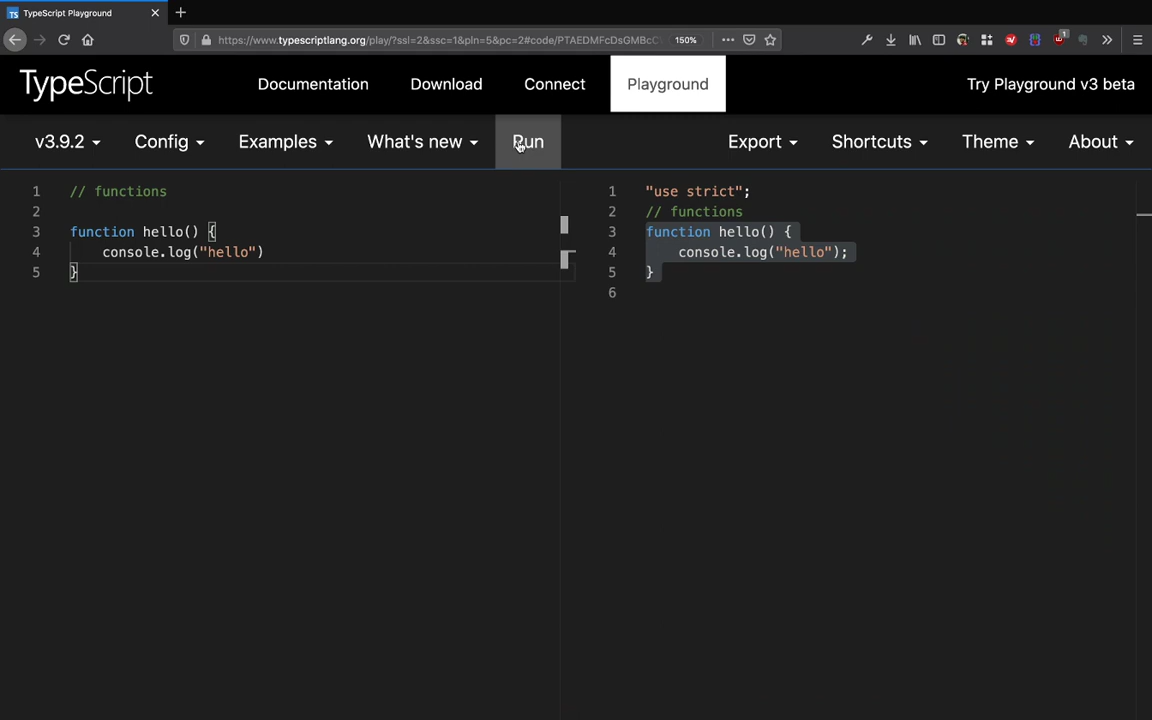 TS TypeScript Playground
https://www.typescriptlang.org/play/?ssl=2&ssc=1&pln=5&pc=2#code/PTAEDMFcDsGMBcC 150%
1
TypeScript Documentation Download Connect Playground Try Playground v3 beta
v3.9.2 Config Examples What's new Run Export Shortcuts Theme About
1 // functions
2
3 function hello() {
4 console.log("hello")
5 }
1 "use strict";
2 // functions
3 function hello() {
4 console.log("hello");
5 }
6